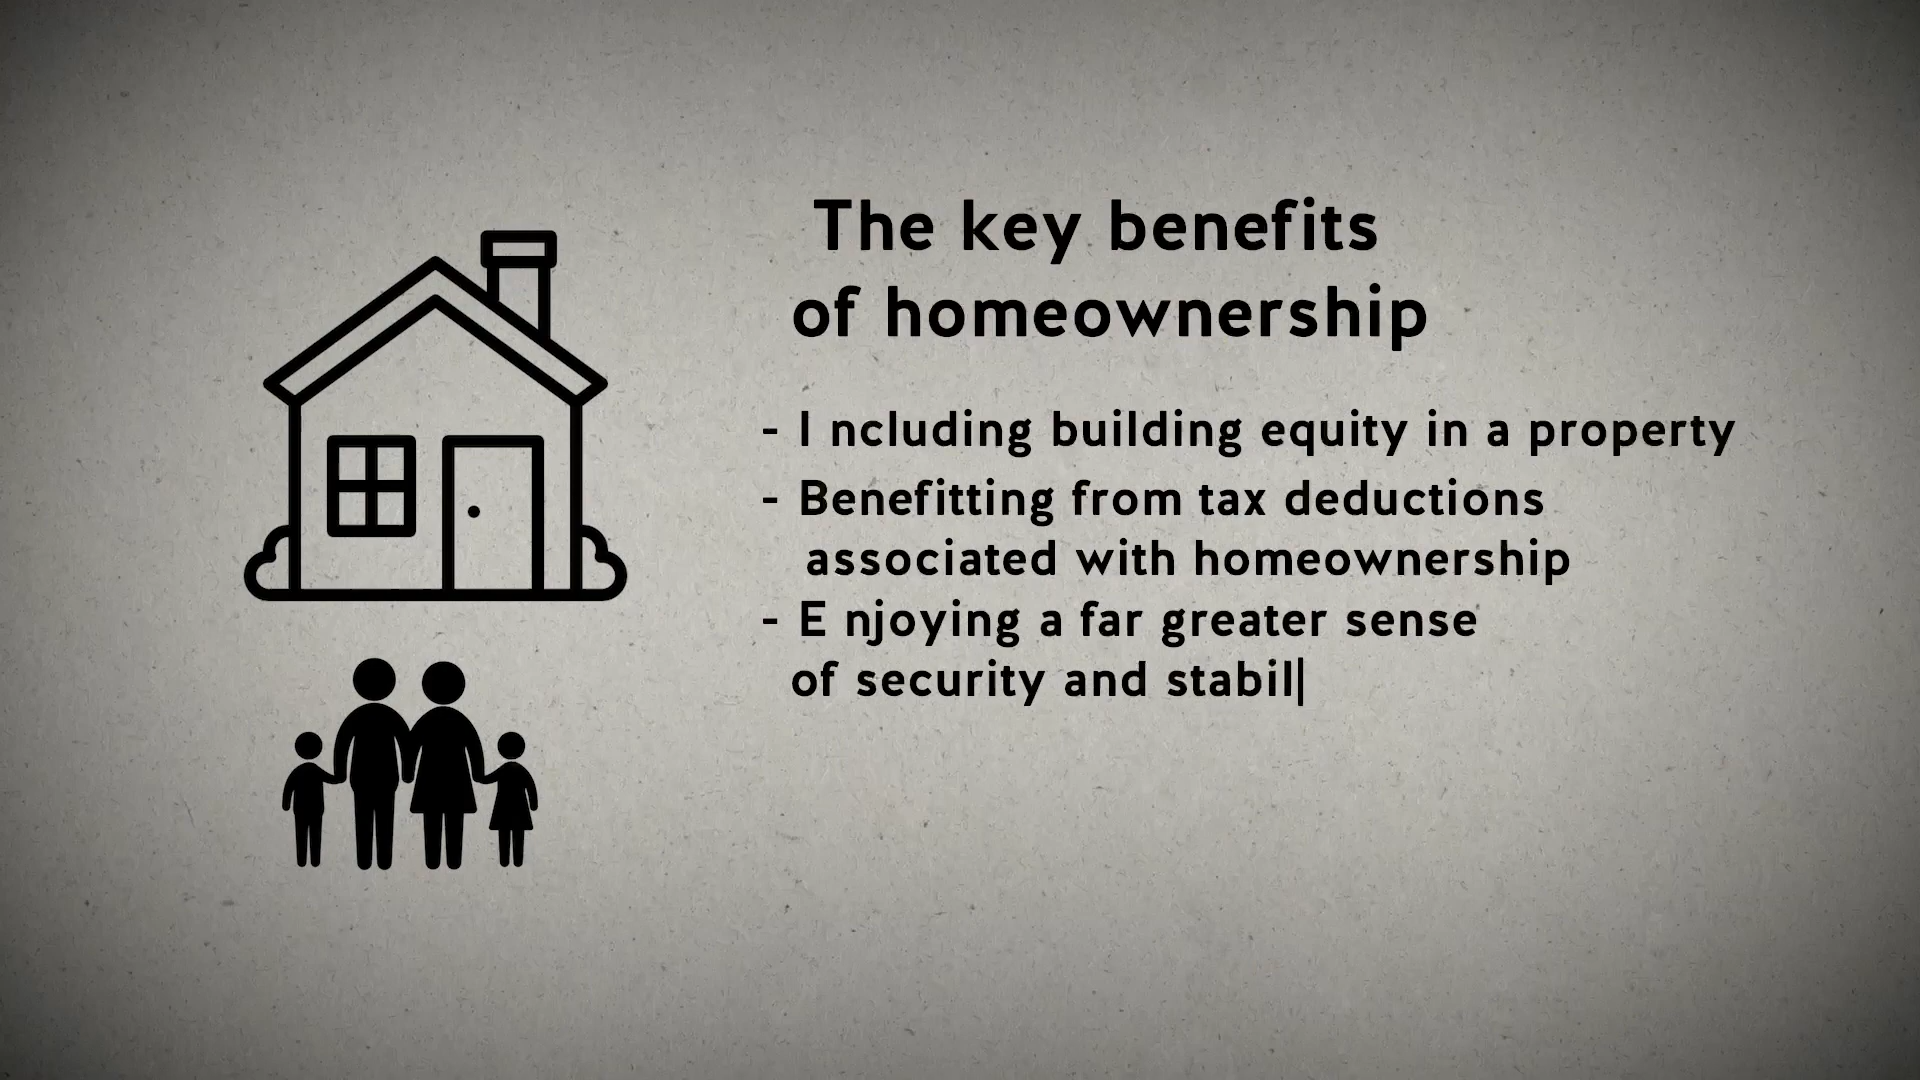 The key benefits
of homeownership
- I ncluding building equity in a property
- Benefitting from tax deductions
associated with homeownership
- E njoying a far greater sense
of security and stabil|